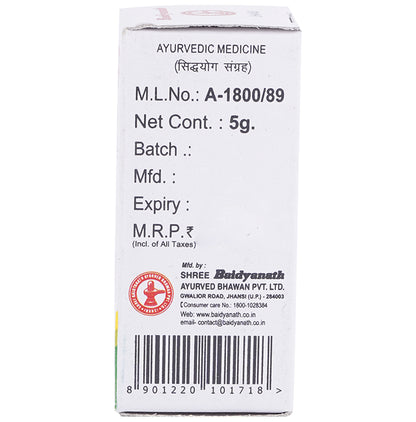 AYURVEDIC MEDICINE
(सिद्धयोग संग्रह)
M.L.No.: A-1800/89
Net Cont. : 5g.
Batch .:
Mfd. :
Expiry :
M.R.P.₹
(Incl. of All Taxes)
Mfd. by :
SHREE Baidyanath
AYURVED BHAWAN PVT. LTD.
GWALIOR ROAD, JHANSI (U.P.) - 284003
Consumer care No.: 1800-1028384
Web: www.baidyanath.co.in
email- contact@baidyanath.co.in
8 901220 101718 >